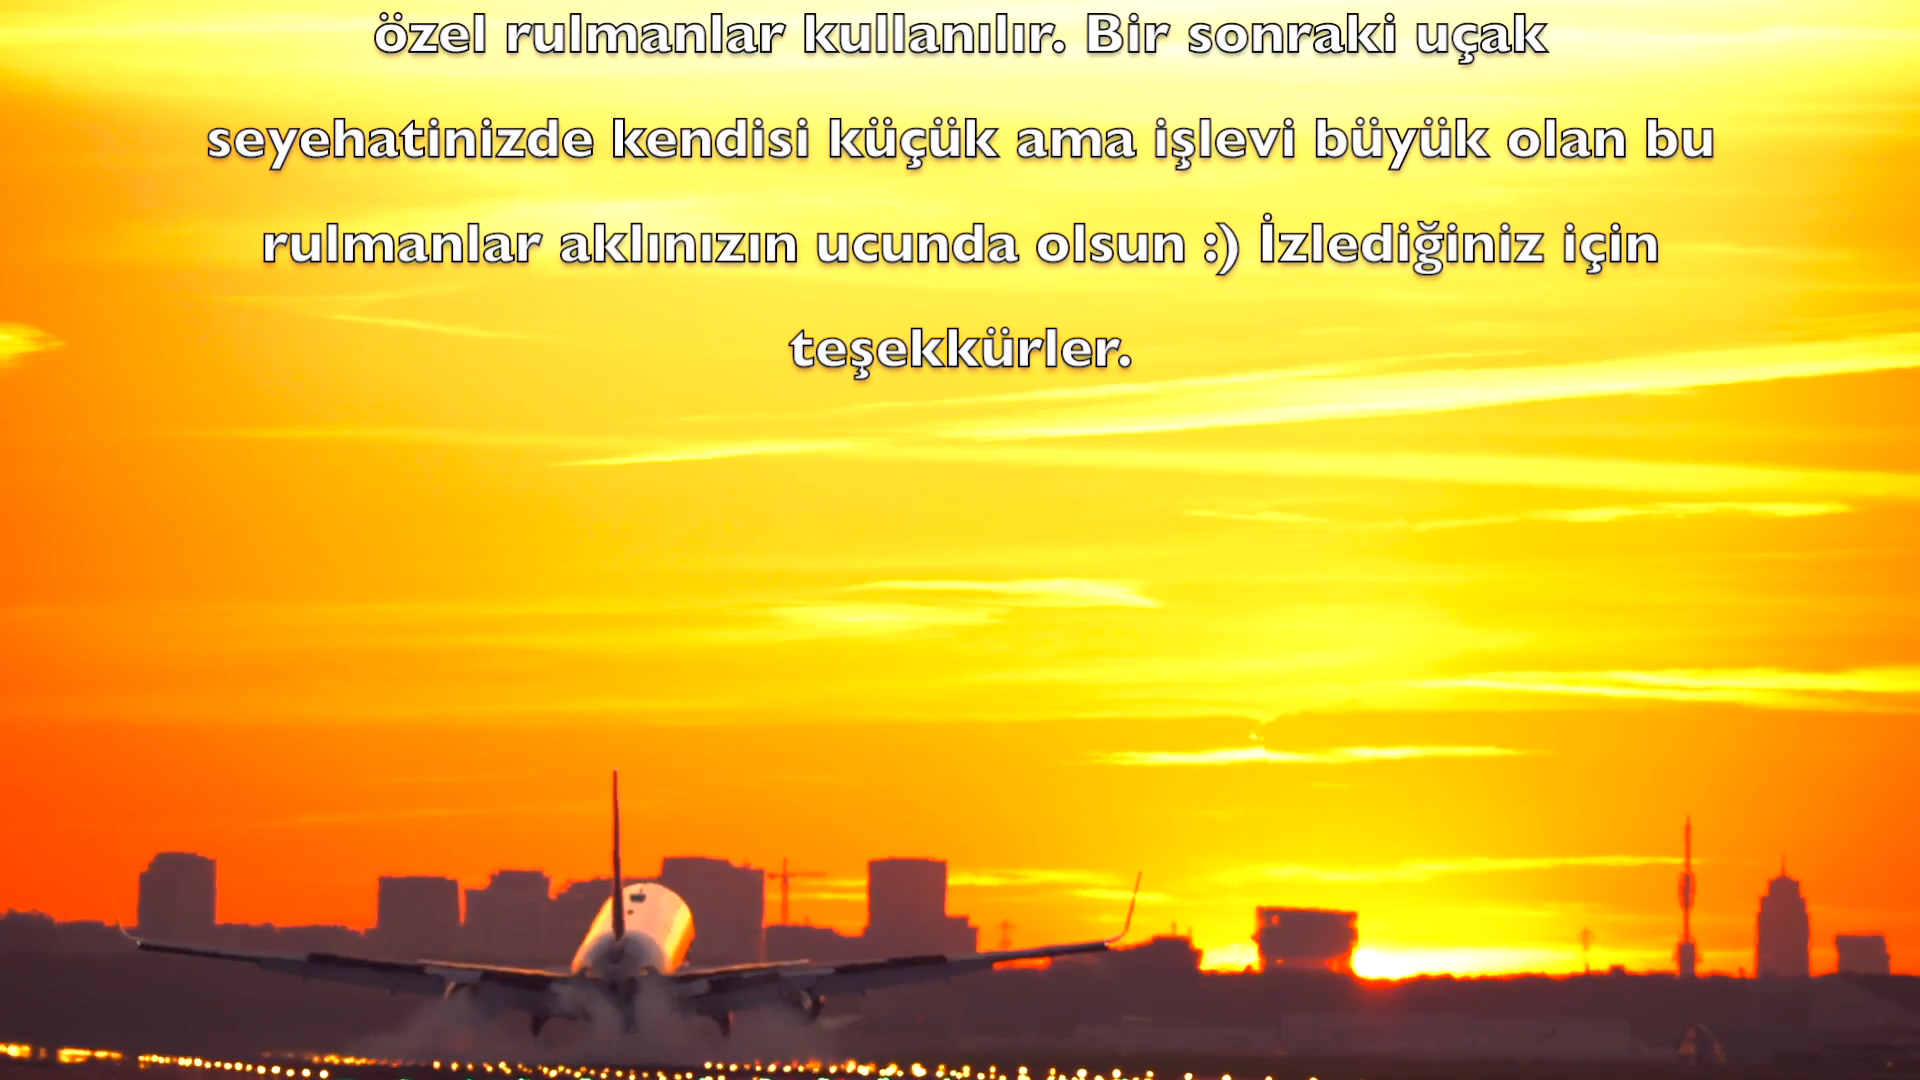 özel rulmanlar kullanılır. Bir sonraki uçak
seyehatinizde kendisi küçük ama işlevi büyük olan bu
rulmanlar aklınızın ucunda olsun :) İzlediğiniz için
teşekkürler.